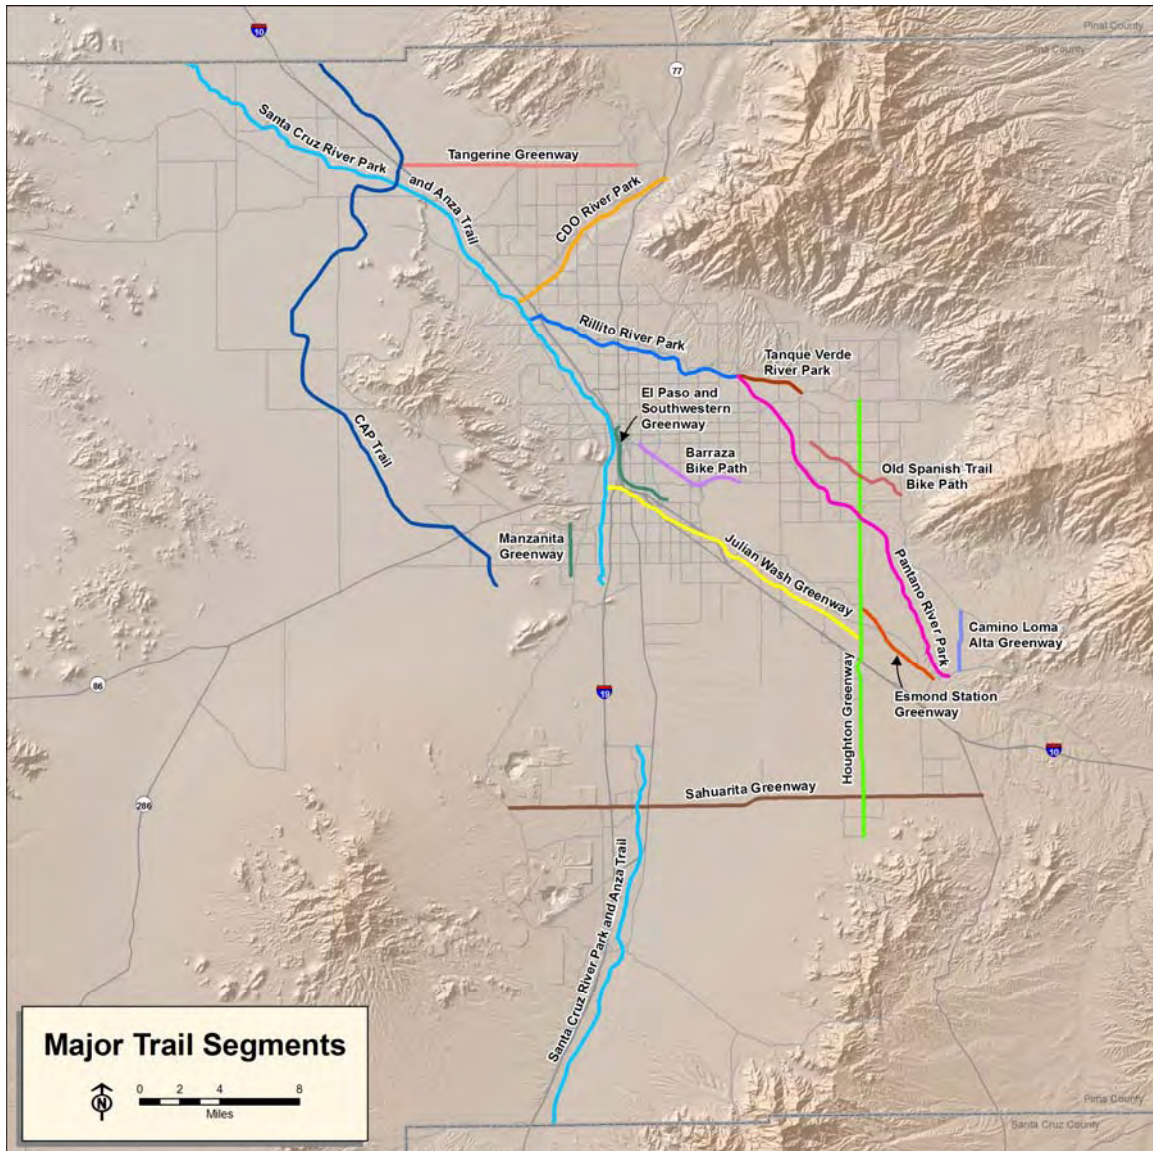 Pinal County
Pima County
10
77
Santa Cruz River Park
and Anza Trail
Tangerine Greenway
CDO River Park
Rillito River Park
Tanque Verde
River Park
El Paso and
Southwestern
Greenway
CAP Trail
Barraza
Bike Path
Old Spanish Trail
Bike Path
Manzanita
Greenway
Julian Wash Greenway
Pantano River Park
Camino Loma
Alta Greenway
Esmond Station
Greenway
Houghton Greenway
86
19
10
286
Sahuarita Greenway
Santa Cruz River Park and Anza Trail
Major Trail Segments
N
0 2 4 8
Miles
Pima County
Santa Cruz County